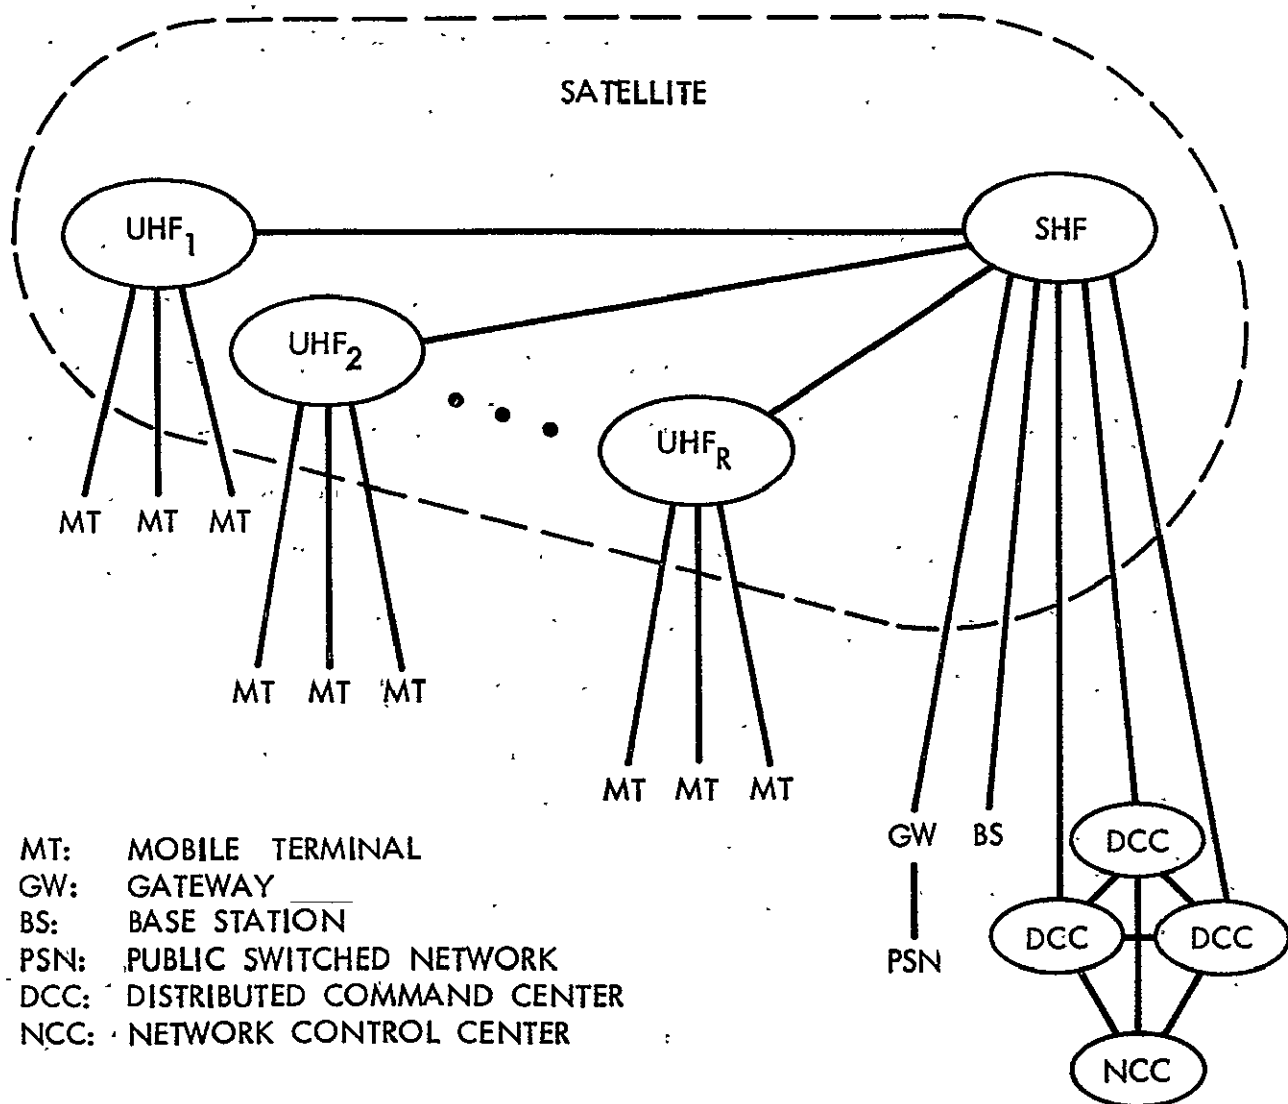 SATELLITE
UHF1
SHF
UHF2
UHFR
MT MT MT
MT MT MT
MT MT MT
GW BS
DCC
DCC DCC
PSN
NCC
MT: MOBILE TERMINAL
GW: GATEWAY
BS: BASE STATION
PSN: PUBLIC SWITCHED NETWORK
DCC: DISTRIBUTED COMMAND CENTER
NCC: NETWORK CONTROL CENTER